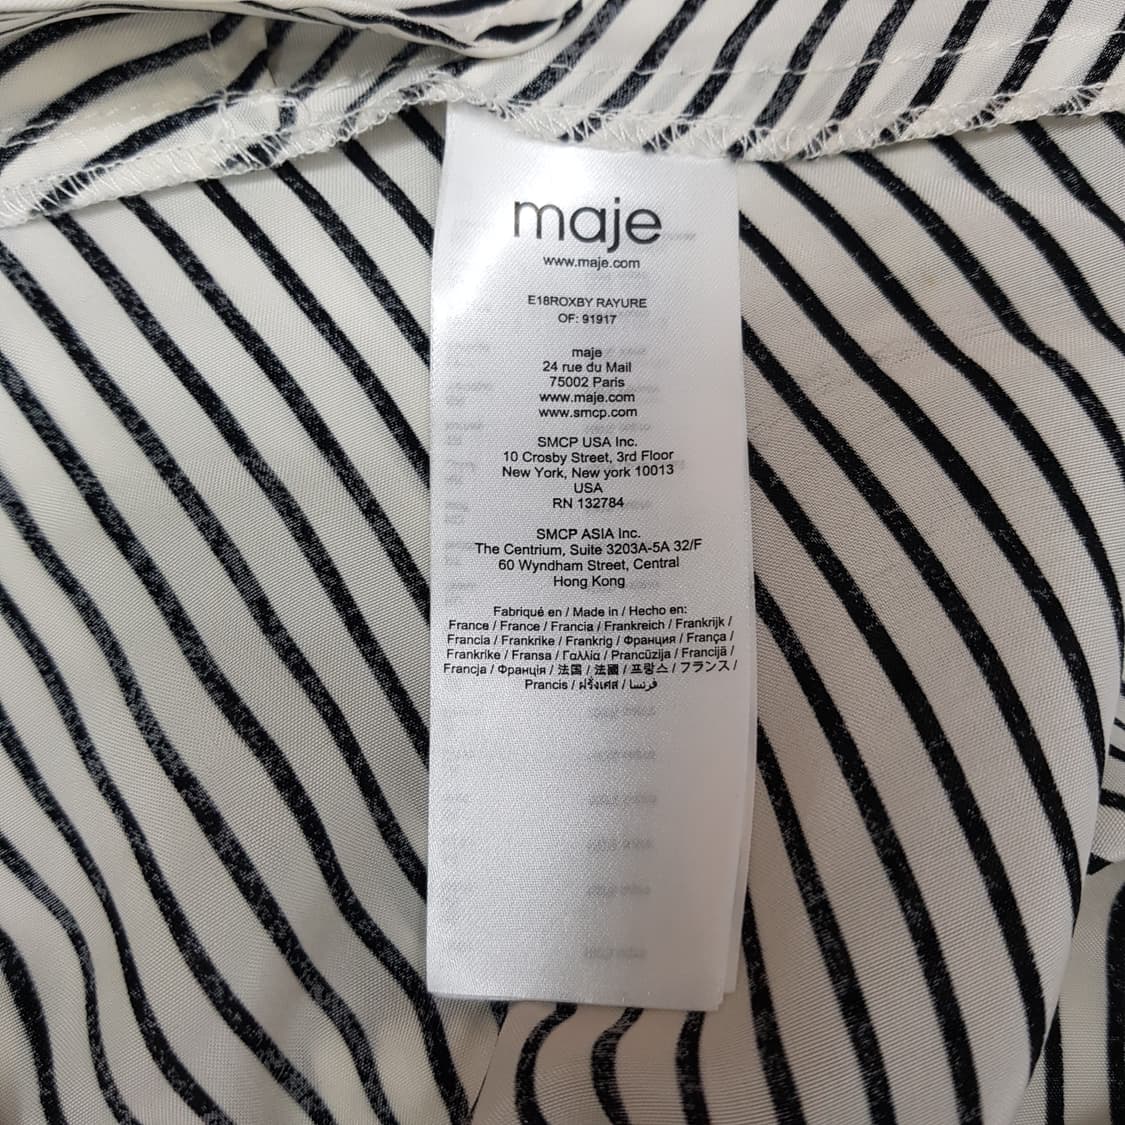 maje
www.maje.com
E18ROXBY RAYURE
OF: 91917
maje
24 rue du Mail
75002 Paris
www.maje.com
www.smcp.com
SMCP USA Inc.
10 Crosby Street, 3rd Floor
New York, New york 10013
USA
RN 132784
SMCP ASIA Inc.
The Centrium, Suite 3203A-5A 32/F
60 Wyndham Street, Central
Hong Kong
Fabriqué en / Made in / Hecho en:
France / France / Francia / Frankreich / Frankrijk /
Francia / Frankrike / Frankrig / Франция / França /
Frankrike / Fransa / Γαλλία / Prancūzija / Francijā /
Francja / Франція / 法国 / 法國 / 프랑스 / フランス /
Prancis / ฝรั่งเศส / فرنسا